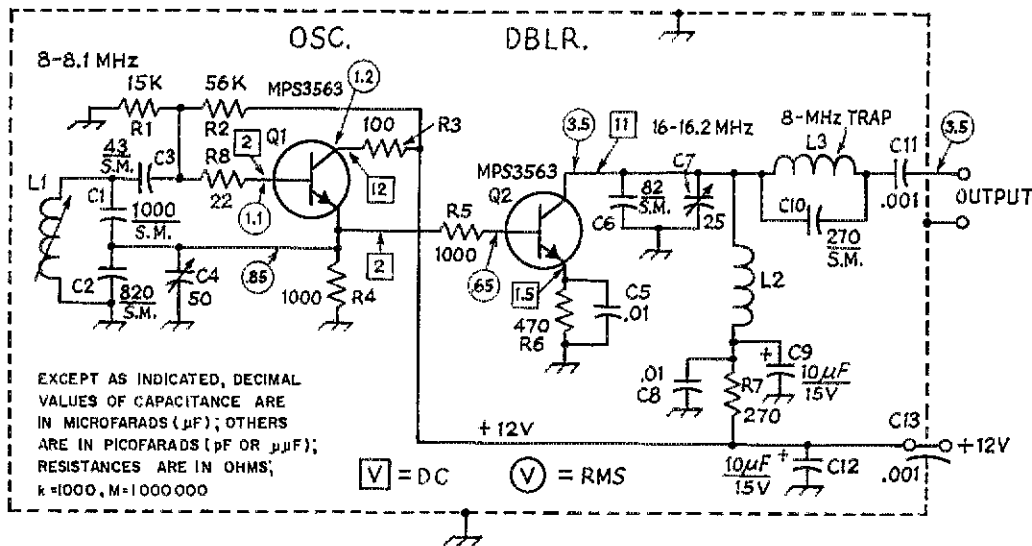 OSC.
DBLR.
8-8.1 MHz
15K
R1
56K
R2
MPS3563
1.2
100
R3
Q1
2
12
43
S.M.
C3
R8
22
1.1
L1
C1
1000
S.M.
C2
820
S.M.
C4
50
.85
1000
R4
2
R5
1000
.65
MPS3563
Q2
3.5
11
16-16.2 MHz
8-MHz TRAP
L3
C11
.001
3.5
OUTPUT
82
S.M.
C6
C7
25
C10
270
S.M.
L2
1.5
470
R6
C5
.01
.01
C8
R7
270
C9
+
10μF
15V
EXCEPT AS INDICATED, DECIMAL
VALUES OF CAPACITANCE ARE
IN MICROFARADS (μF); OTHERS
ARE IN PICOFARADS (pF OR μμF);
RESISTANCES ARE IN OHMS;
k=1000, M=1000000
+12V
V = DC
V = RMS
10μF
15V
+
C12
C13
.001
+12V